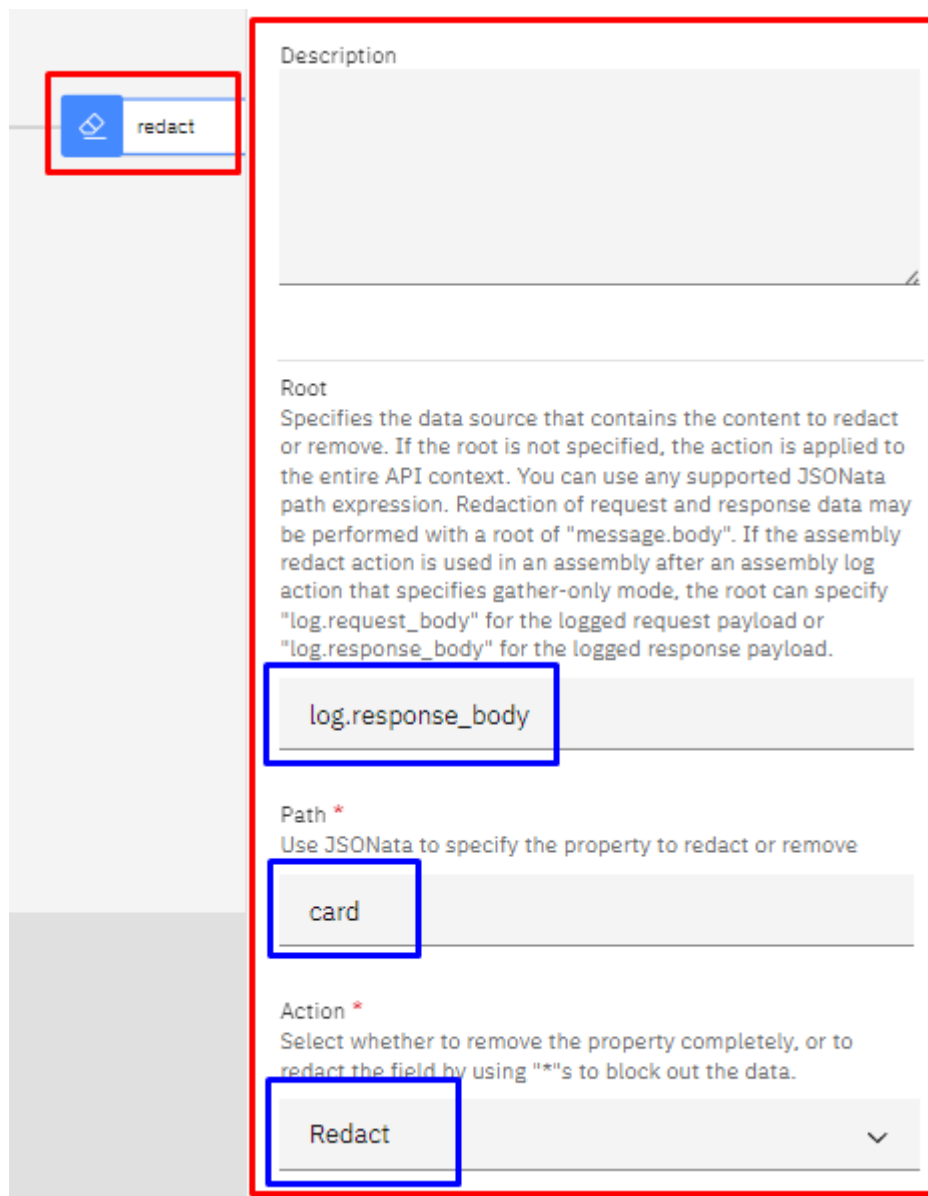 redact
Description
Root
Specifies the data source that contains the content to redact
or remove. If the root is not specified, the action is applied to
the entire API context. You can use any supported JSONata
path expression. Redaction of request and response data may
be performed with a root of "message.body". If the assembly
redact action is used in an assembly after an assembly log
action that specifies gather-only mode, the root can specify
"log.request_body" for the logged request payload or
"log.response_body" for the logged response payload.
log.response_body
Path *
Use JSONata to specify the property to redact or remove
card
Action *
Select whether to remove the property completely, or to
redact the field by using "*"s to block out the data.
Redact